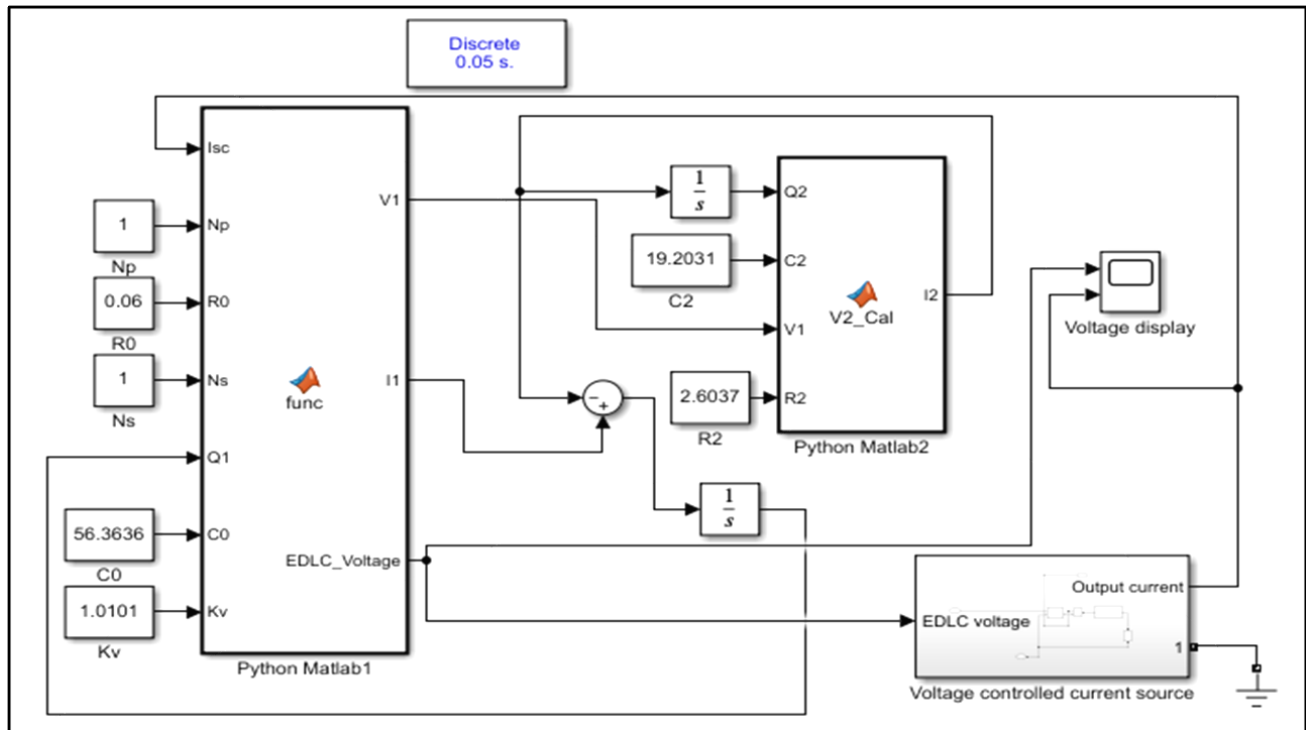 Discrete
0.05 s.
Isc
Np
R0
Ns
Q1
C0
Kv
V1
I1
EDLC_Voltage
func
Python Matlab1
1
Np
0.06
R0
1
Ns
56.3636
C0
1.0101
Kv
1
s
19.2031
C2
2.6037
R2
Q2
C2
V1
R2
I2
V2_Cal
Python Matlab2
− +
1
s
Voltage display
Output current
EDLC voltage
1
Voltage controlled current source